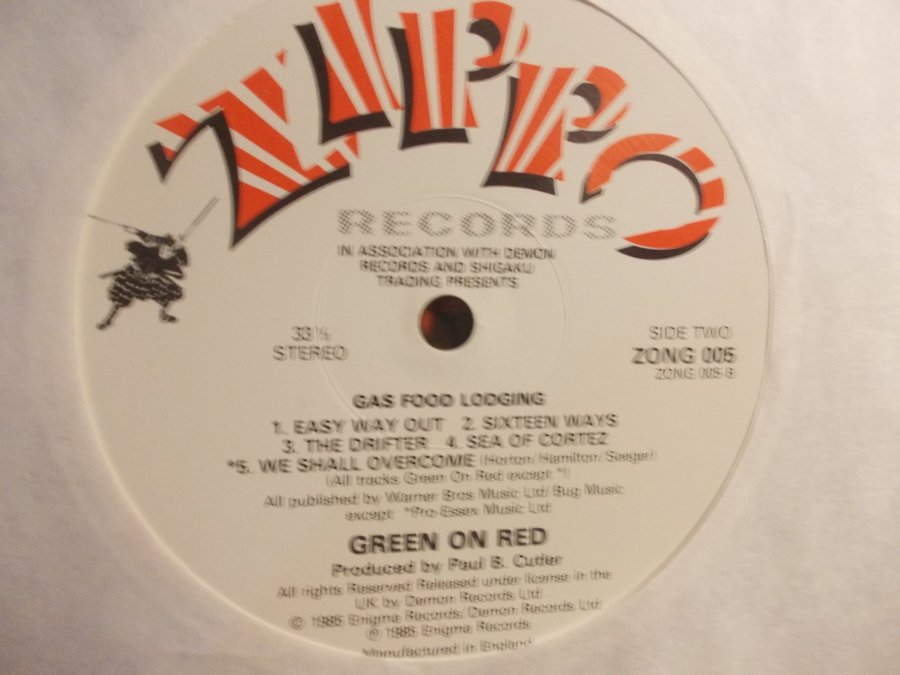 ZIPPO
RECORDS
IN ASSOCIATION WITH DEMON
RECORDS AND SHIGAKU
TRADING PRESENTS
33⅓
STEREO
SIDE TWO
ZONG 005
ZONG 005-B
GAS FOOD LODGING
1. EASY WAY OUT 2. SIXTEEN WAYS
3. THE DRIFTER 4. SEA OF CORTEZ
*5. WE SHALL OVERCOME (Horton/Hamilton/Seeger)
(All tracks Green On Red except *)
All published by Warner Bros Music Ltd/Bug Music
except *Pro-Essex Music Ltd
GREEN ON RED
Produced by Paul B. Cutler
All rights Reserved Released under license in the
UK by Demon Records Ltd
© 1985 Enigma Records/Demon Records Ltd
℗ 1985 Enigma Records
Manufactured in England